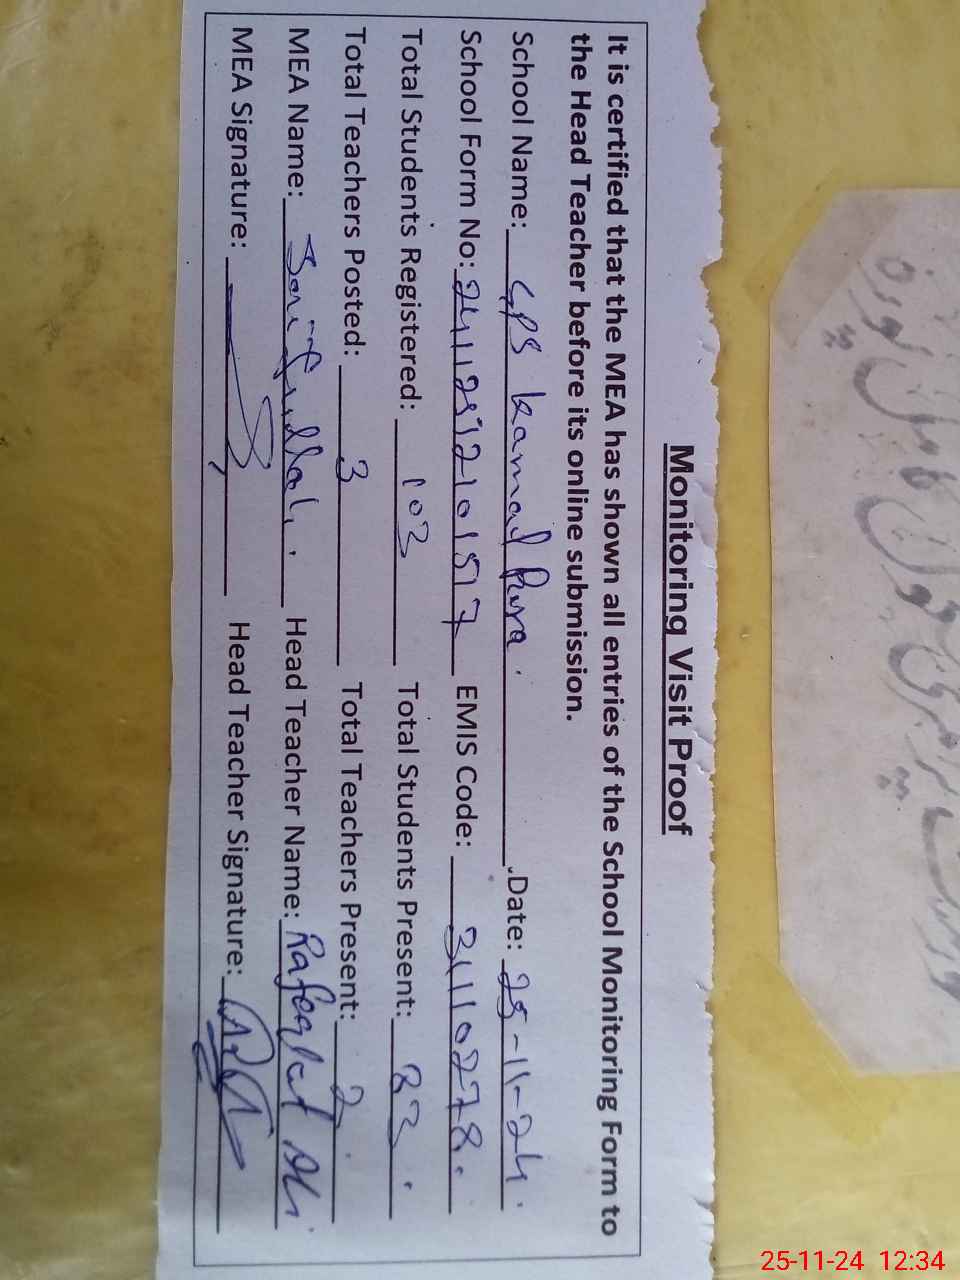 Monitoring Visit Proof
It is certified that the MEA has shown all entries of the School Monitoring Form to
the Head Teacher before its online submission.
School Name: GPS Kamal Pura. Date: 25-11-24.
School Form No: EMIS Code: 31110278.
Total Students Registered: 103 Total Students Present: 83.
Total Teachers Posted: 3 Total Teachers Present: 2.
MEA Name: Head Teacher Name: Rafaqat Ali
MEA Signature: Head Teacher Signature:
25-11-24 12:34